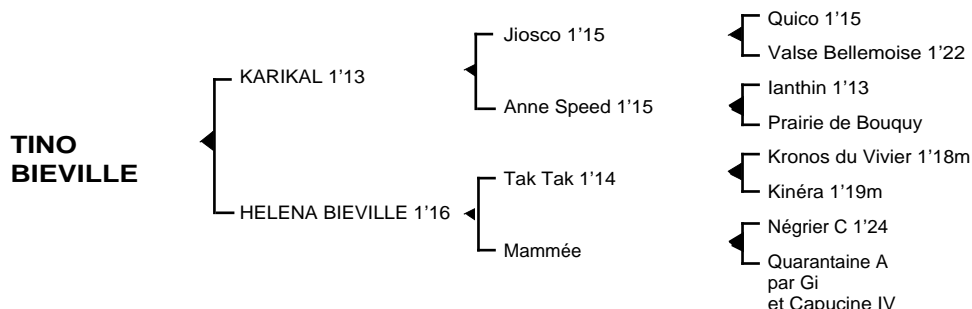 TINO
BIEVILLE
KARIKAL 1’13
HELENA BIEVILLE 1’16
Jiosco 1’15
Anne Speed 1’15
Tak Tak 1’14
Mammée
Quico 1’15
Valse Bellemoise 1’22
Ianthin 1’13
Prairie de Bouquy
Kronos du Vivier 1’18m
Kinéra 1’19m
Négrier C 1’24
Quarantaine A
par Gi
et Capucine IV